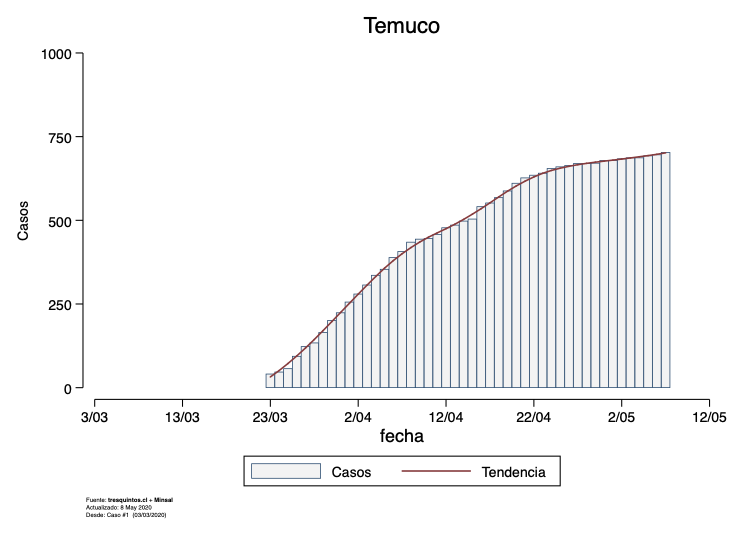 Temuco
1000
750
500
250
0
Casos
3/03 13/03 23/03 2/04 12/04 22/04 2/05 12/05
fecha
Casos Tendencia
Fuente: tresquintos.cl + Minsal
Actualizado: 8 May 2020
Desde: Caso #1 (03/03/2020)